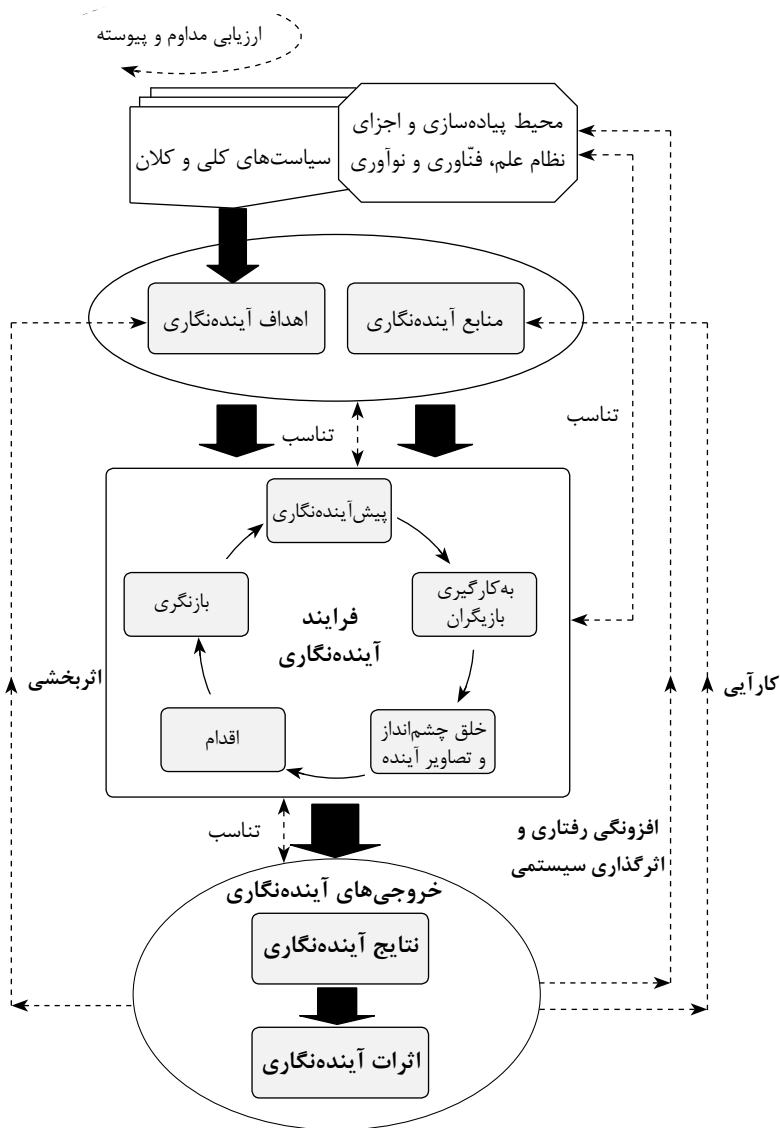 ارزیابی مداوم و پیوسته
محیط پیاده‌سازی و اجزای
نظام علم، فنّاوری و نوآوری
سیاست‌های کلی و کلان
منابع آینده‌نگاری
اهداف آینده‌نگاری
تناسب
تناسب
پیش‌آینده‌نگاری
به‌کارگیری
بازیگران
بازنگری
فرایند
آینده‌نگاری
خلق چشم‌انداز
و تصاویر آینده
اقدام
کارآیی
اثربخشی
افزونگی رفتاری و
اثرگذاری سیستمی
تناسب
خروجی‌های آینده‌نگاری
نتایج آینده‌نگاری
اثرات آینده‌نگاری